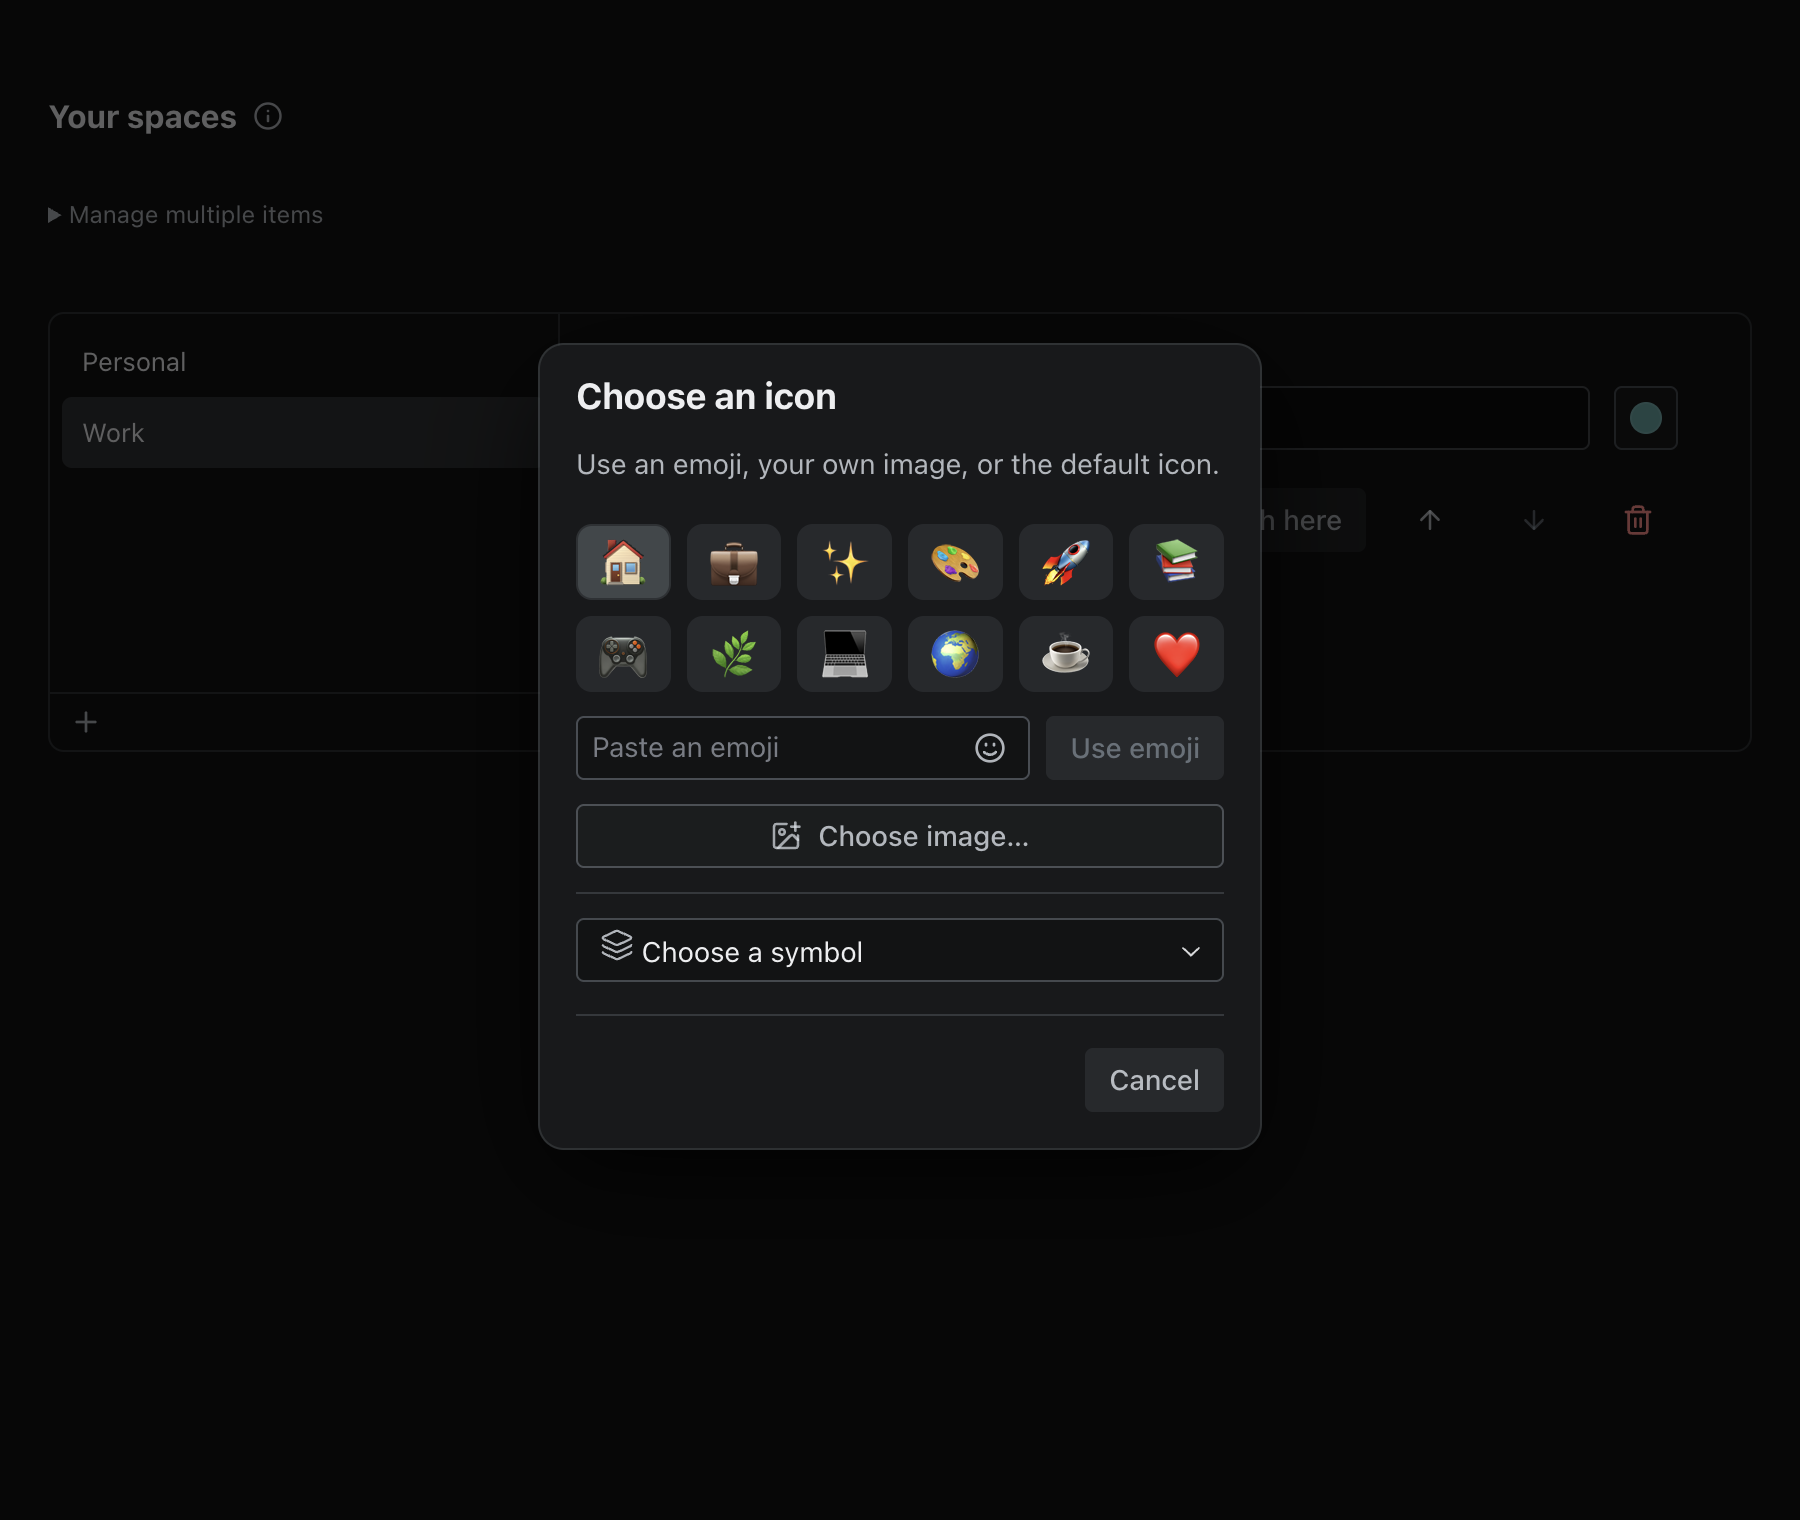 Your spaces
Manage multiple items
Personal
Work
Choose an icon
Use an emoji, your own image, or the default icon.
here
Paste an emoji
Use emoji
Choose image...
Choose a symbol
Cancel